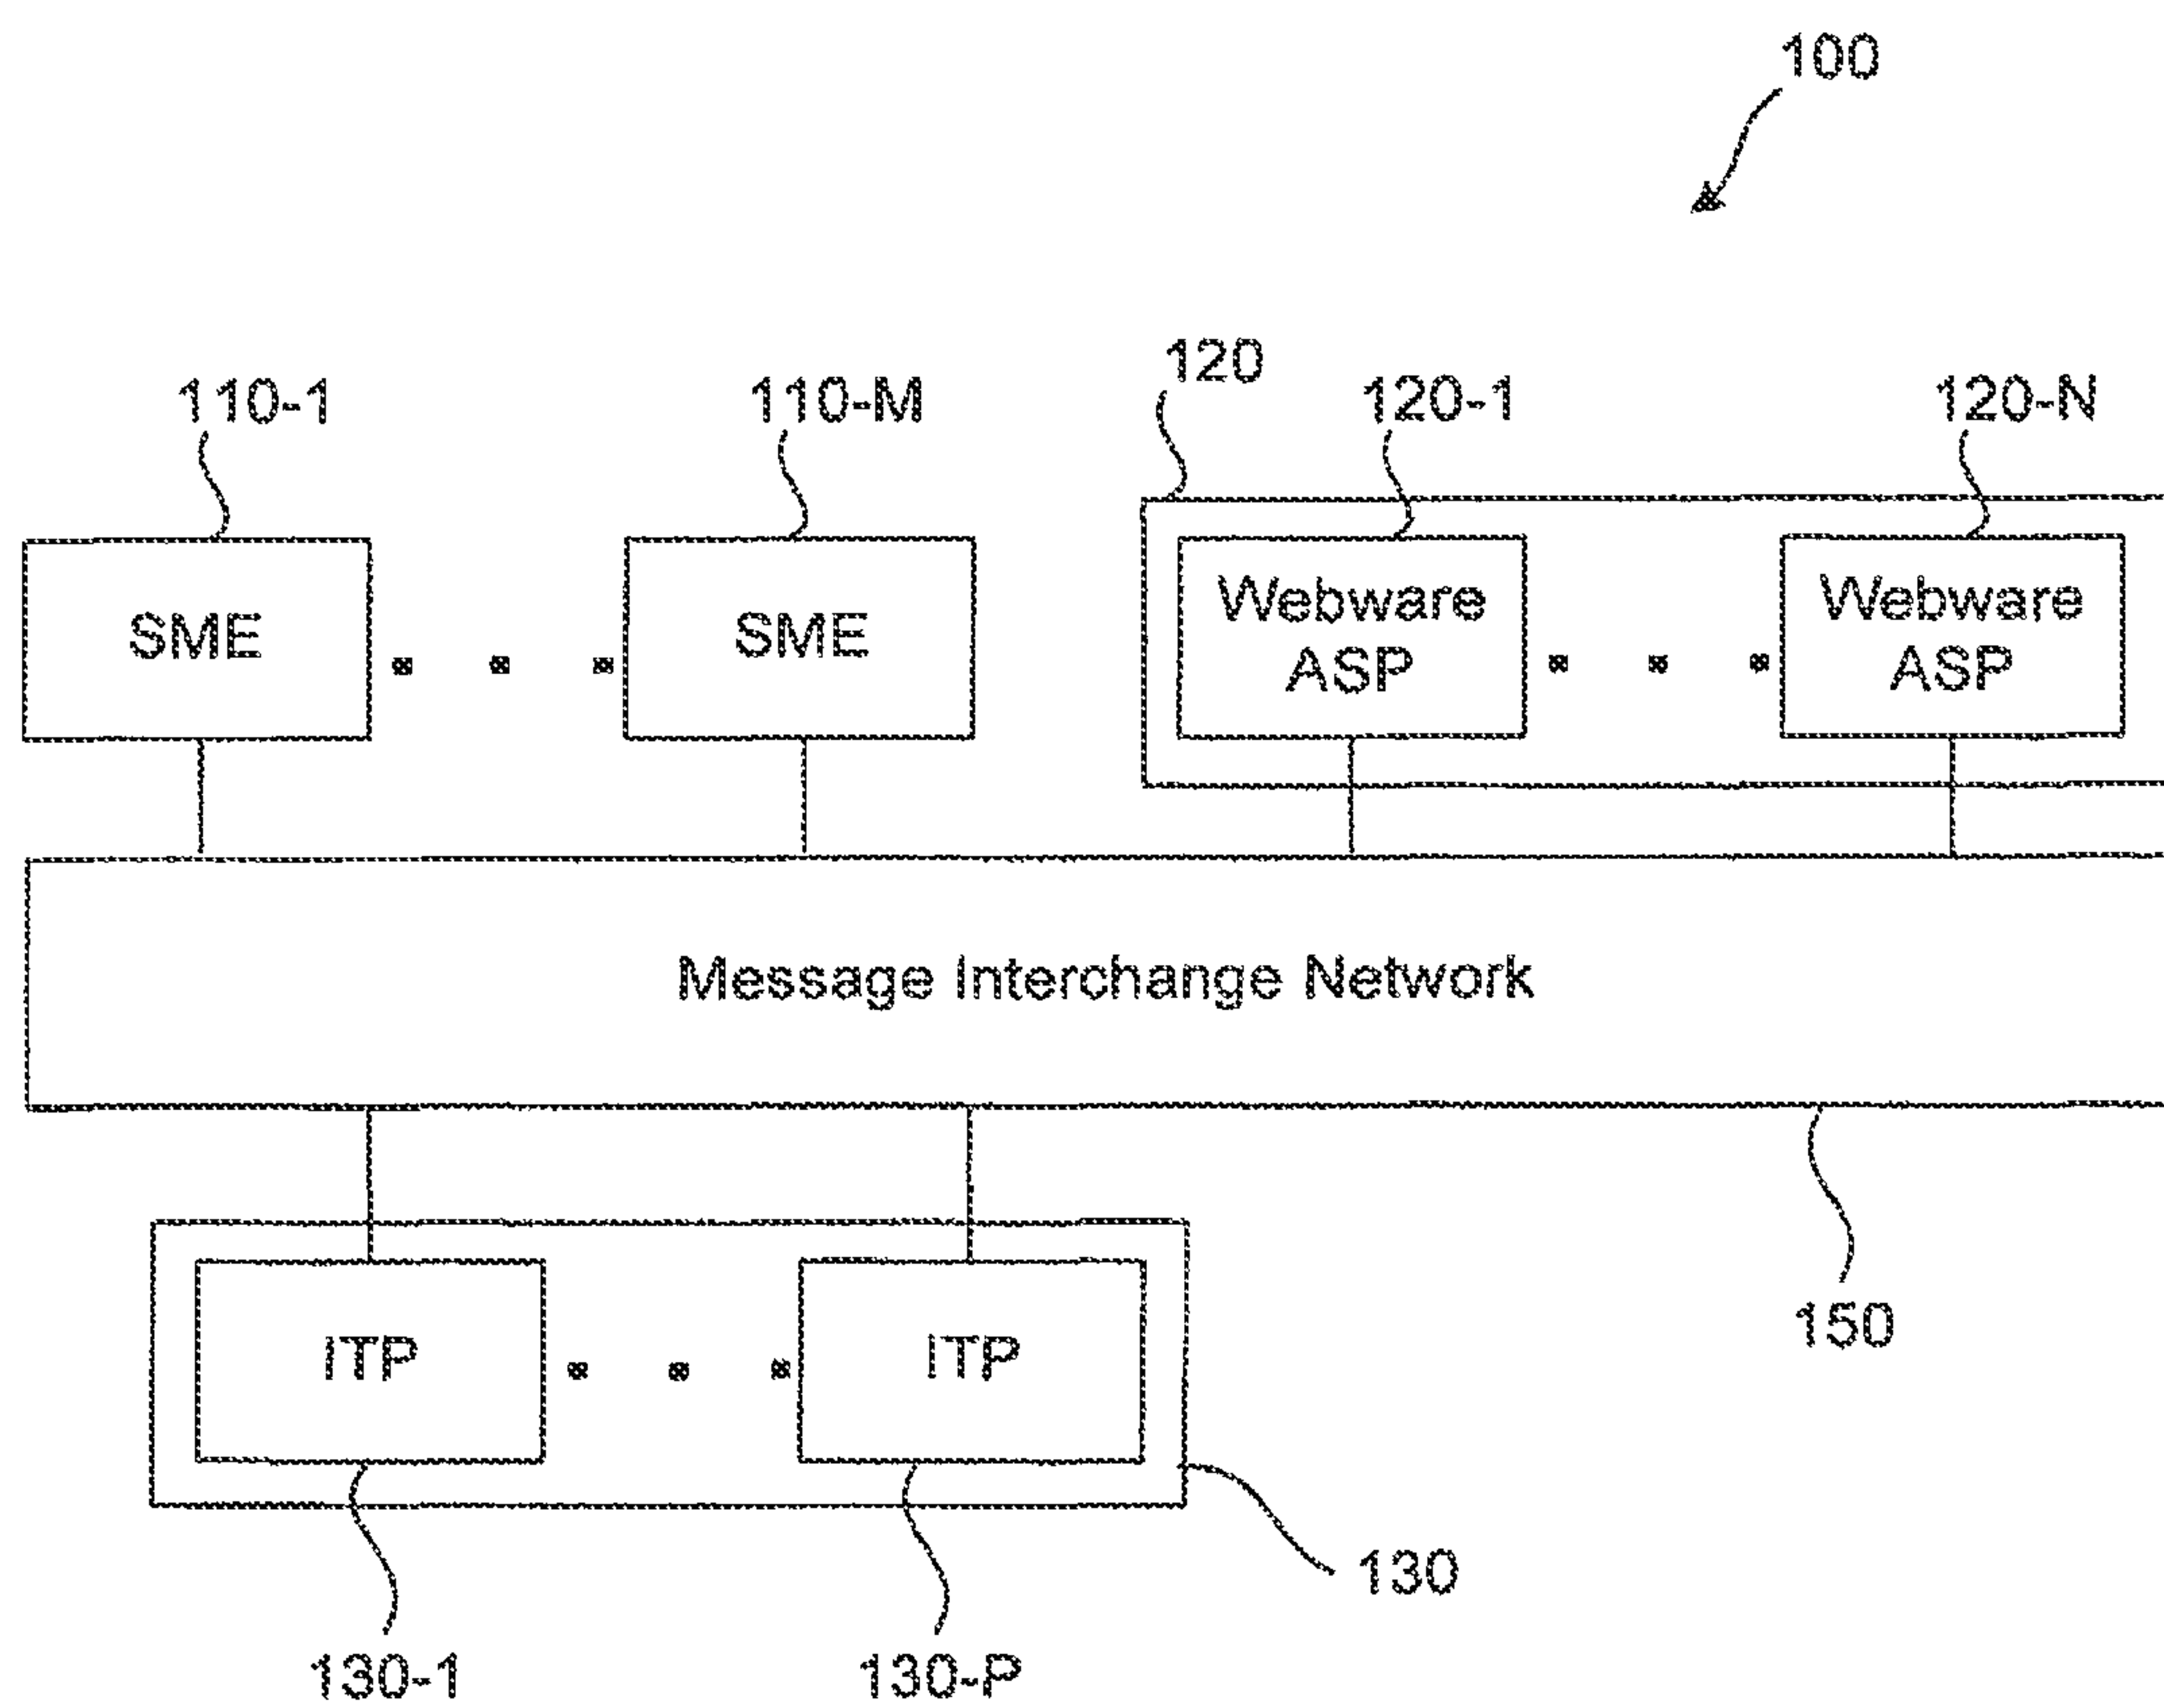 100
120
110-1 110-M 120-1 120-N
SME SME Webware ASP Webware ASP
Message Interchange Network
150
ITP ITP
130
130-1 130-P